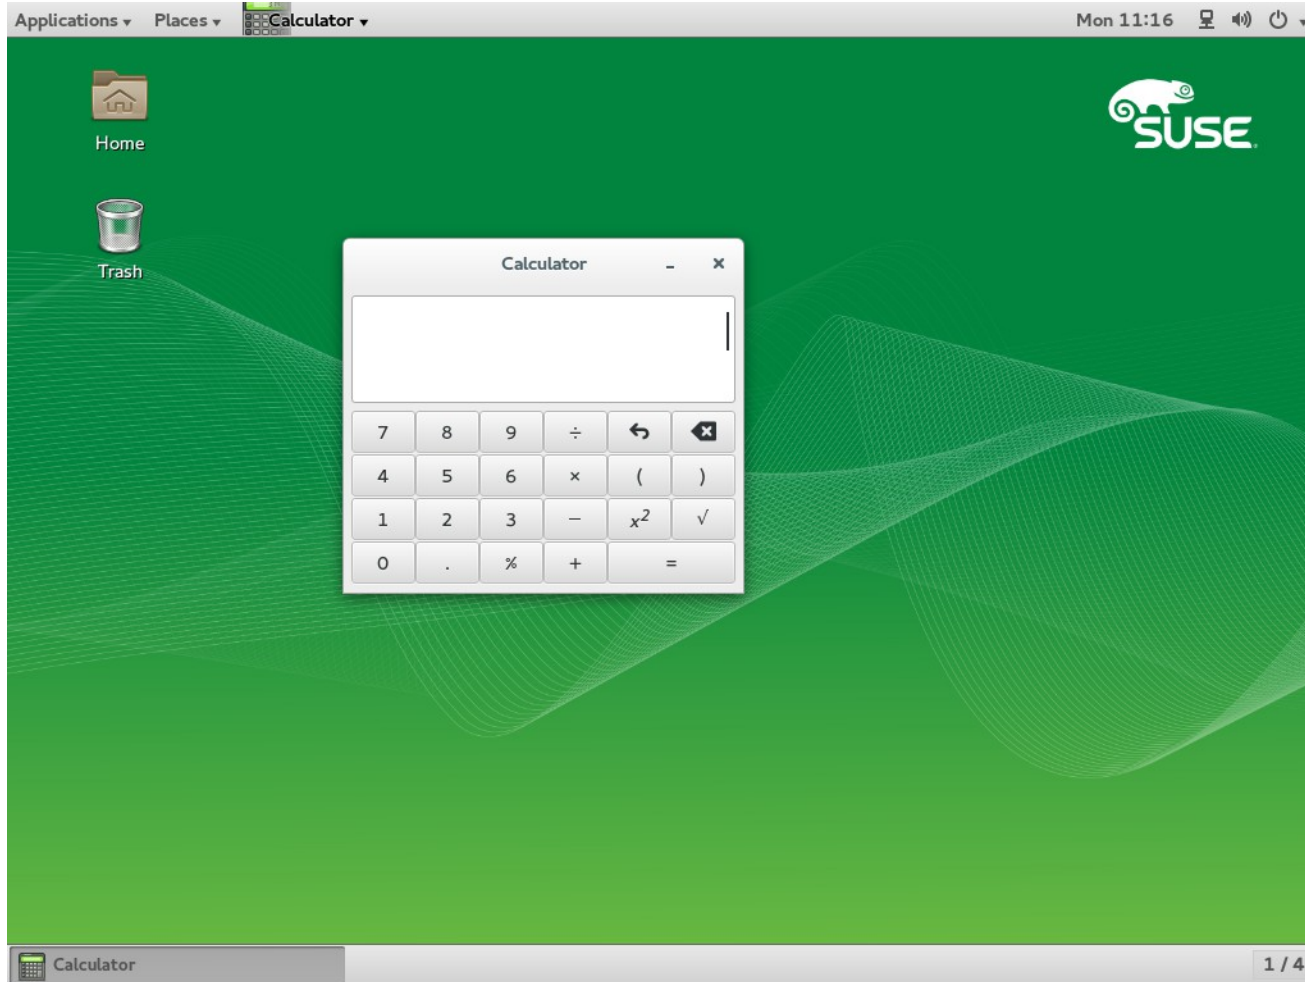 Applications Places Calculator Mon 11:16
Home
SUSE
Trash
Calculator
7 8 9 ÷
4 5 6 × ( )
1 2 3 − x² √
0 . % + =
Calculator 1 / 4